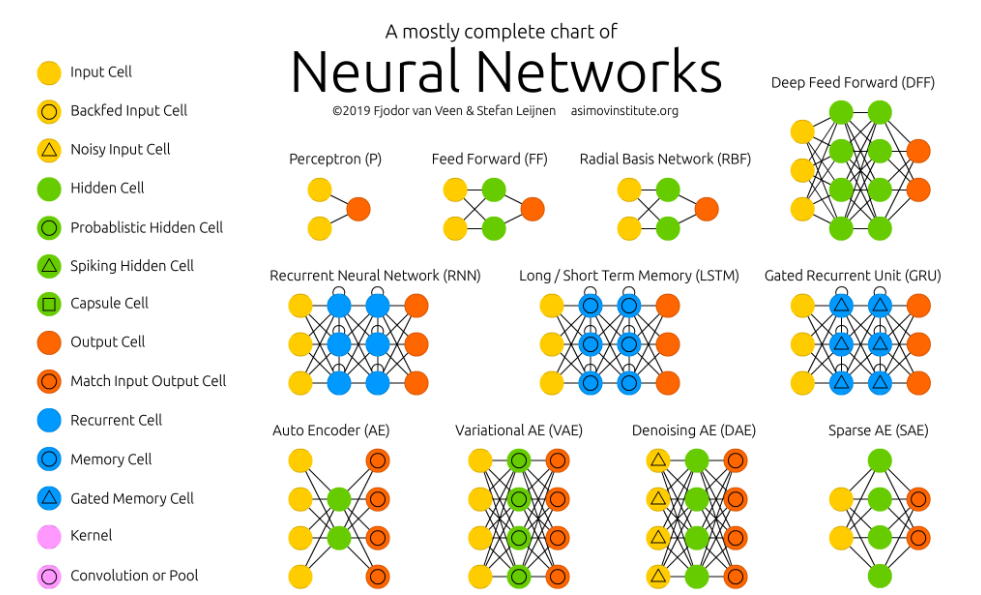 A mostly complete chart of
Neural Networks
©2019 Fjodor van Veen & Stefan Leijnen asimovinstitute.org
Input Cell
Backfed Input Cell
Noisy Input Cell
Hidden Cell
Probablistic Hidden Cell
Spiking Hidden Cell
Capsule Cell
Output Cell
Match Input Output Cell
Recurrent Cell
Memory Cell
Gated Memory Cell
Kernel
Convolution or Pool
Deep Feed Forward (DFF)
Perceptron (P)
Feed Forward (FF)
Radial Basis Network (RBF)
Recurrent Neural Network (RNN)
Long / Short Term Memory (LSTM)
Gated Recurrent Unit (GRU)
Auto Encoder (AE)
Variational AE (VAE)
Denoising AE (DAE)
Sparse AE (SAE)